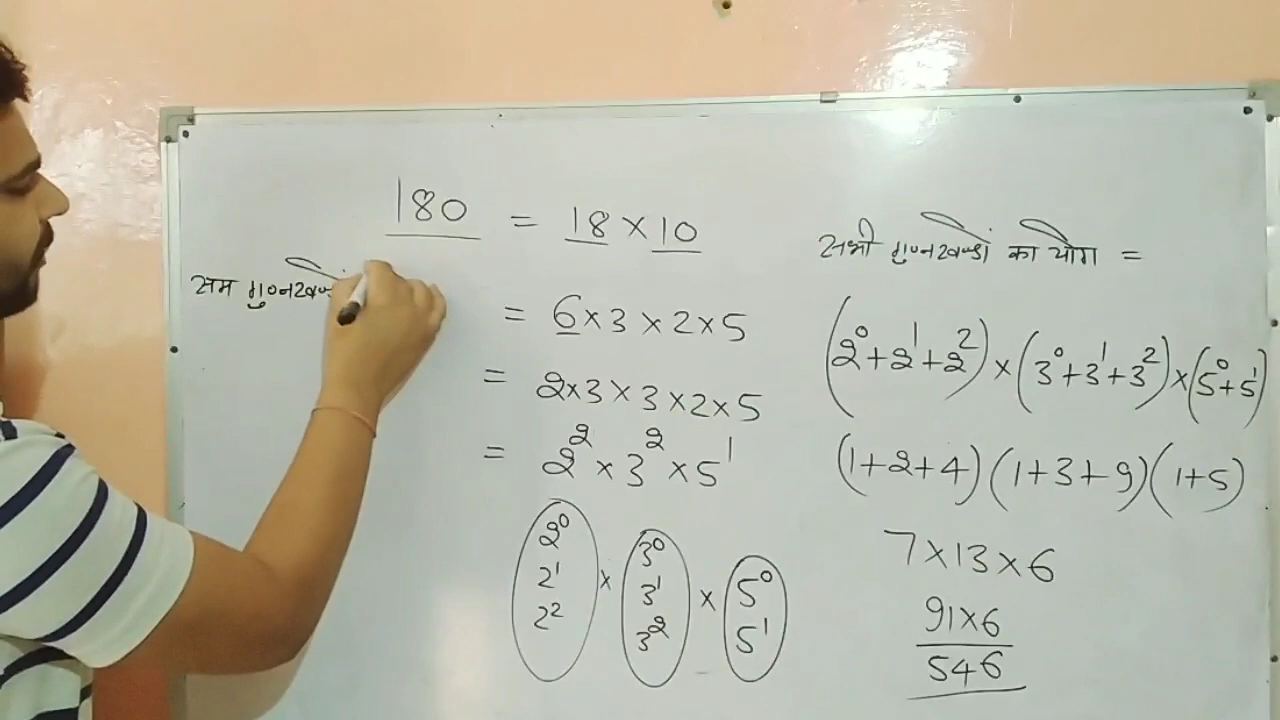 180 = 18 × 10
सम गुणनखण्ड
= 6 × 3 × 2 × 5
= 2 × 3 × 3 × 2 × 5
= 2² × 3² × 5¹
2⁰ × 3⁰ × 5⁰
2¹ 3¹ 5¹
2² 3²
सभी गुणनखण्डों का योग =
(2⁰ + 2¹ + 2²) × (3⁰ + 3¹ + 3²) × (5⁰ + 5¹)
(1+2+4) (1+3+9) (1+5)
7 × 13 × 6
91 × 6
546